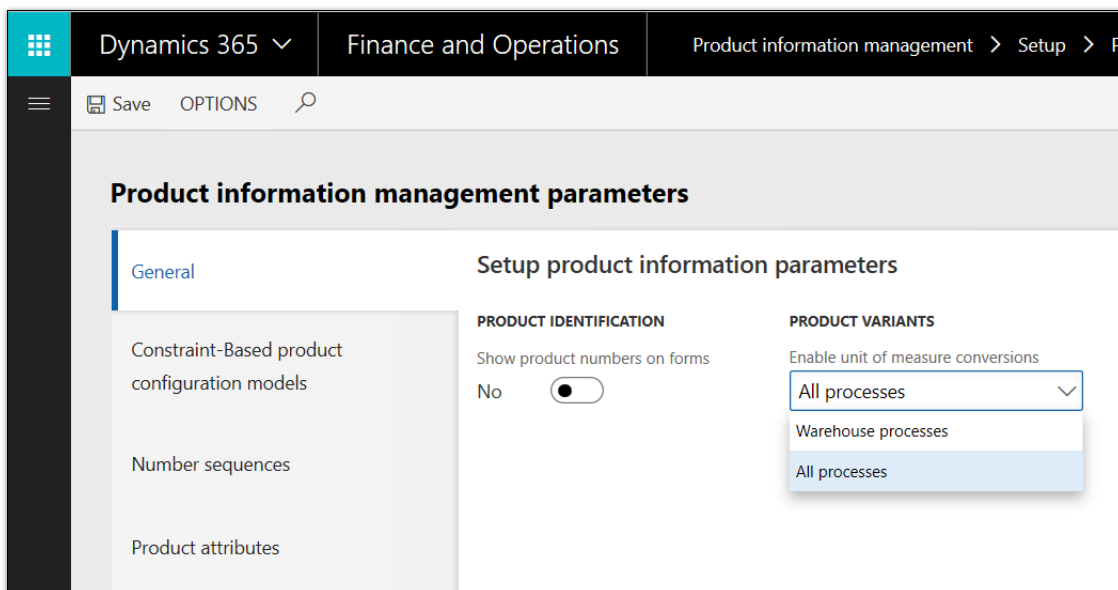 Dynamics 365
Finance and Operations
Product information management > Setup >
Save
OPTIONS
Product information management parameters
General
Constraint-Based product
configuration models
Number sequences
Product attributes
Setup product information parameters
PRODUCT IDENTIFICATION
Show product numbers on forms
No
PRODUCT VARIANTS
Enable unit of measure conversions
All processes
Warehouse processes
All processes